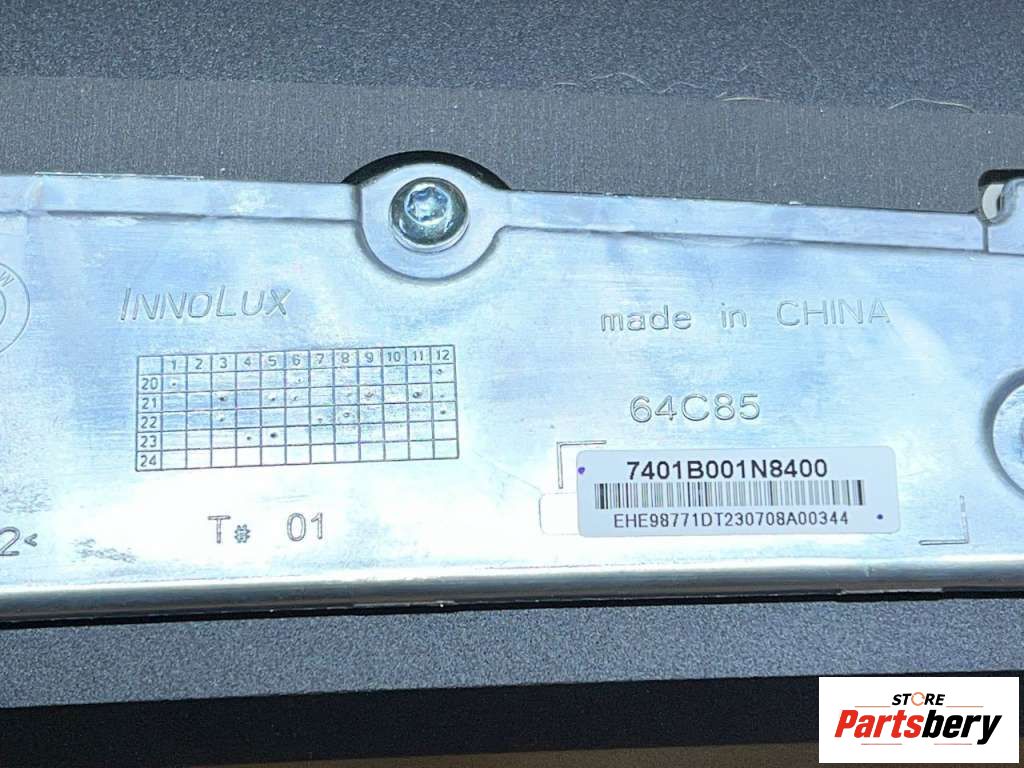 INNOLUX
made in CHINA
1 2 3 4 5 6 7 8 9 10 11 12
20
21
22
23
24
64C85
7401B001N8400
EHE98771DT230708A00344
2<
T# 01
STORE
Partsbery